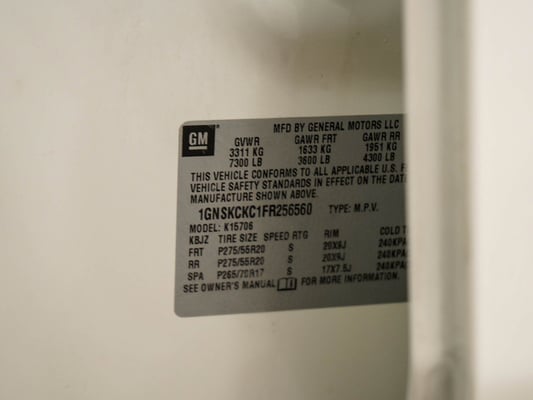 GM
MFD BY GENERAL MOTORS LLC
GVWR GAWR FRT GAWR RR
3311 KG 1633 KG 1951 KG
7300 LB 3600 LB 4300 LB
THIS VEHICLE CONFORMS TO ALL APPLICABLE U.S. F
VEHICLE SAFETY STANDARDS IN EFFECT ON THE DAT
MANUFACTURE SHOWN ABOVE.
1GNSKCKC1FR256560 TYPE: M.P.V.
MODEL: K15706
KBJZ TIRE SIZE SPEED RTG RIM COLD T
FRT P275/55R20 S 20X9J 240KPA
RR P275/55R20 S 20X9J 240KPA
SPA P265/70R17 S 17X7.5J 240KPA
SEE OWNER'S MANUAL FOR MORE INFORMATION.